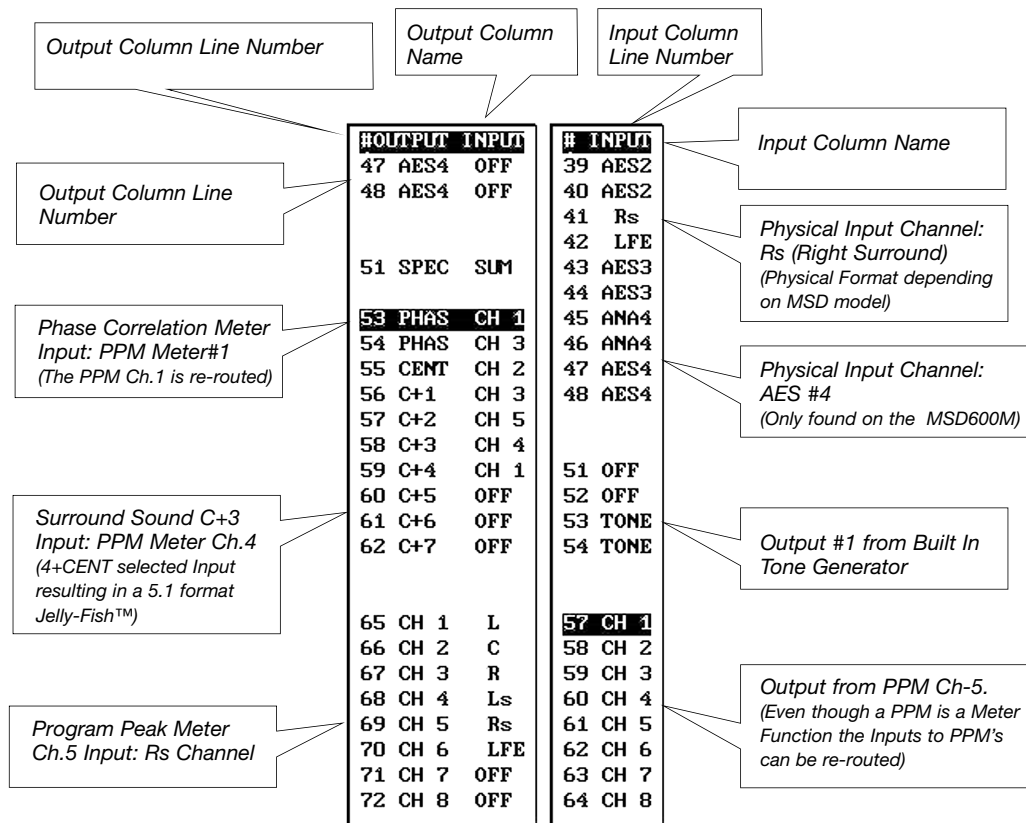 Output Column Line Number
Output Column
Name
Input Column
Line Number
Input Column Name
Output Column Line
Number
Phase Correlation Meter
Input: PPM Meter#1
(The PPM Ch.1 is re-routed)
Surround Sound C+3
Input: PPM Meter Ch.4
(4+CENT selected Input
resulting in a 5.1 format
Jelly-Fish™)
Program Peak Meter
Ch.5 Input: Rs Channel
#OUTPUT INPUT
47 AES4 OFF
48 AES4 OFF
51 SPEC SUM
53 PHAS CH 1
54 PHAS CH 3
55 CENT CH 2
56 C+1 CH 3
57 C+2 CH 5
58 C+3 CH 4
59 C+4 CH 1
60 C+5 OFF
61 C+6 OFF
62 C+7 OFF
65 CH 1 L
66 CH 2 C
67 CH 3 R
68 CH 4 Ls
69 CH 5 Rs
70 CH 6 LFE
71 CH 7 OFF
72 CH 8 OFF
# INPUT
39 AES2
40 AES2
41 Rs
42 LFE
43 AES3
44 AES3
45 ANA4
46 ANA4
47 AES4
48 AES4
51 OFF
52 OFF
53 TONE
54 TONE
57 CH 1
58 CH 2
59 CH 3
60 CH 4
61 CH 5
62 CH 6
63 CH 7
64 CH 8
Physical Input Channel:
Rs (Right Surround)
(Physical Format depending
on MSD model)
Physical Input Channel:
AES #4
(Only found on the MSD600M)
Output #1 from Built In
Tone Generator
Output from PPM Ch-5.
(Even though a PPM is a Meter
Function the Inputs to PPM's
can be re-routed)